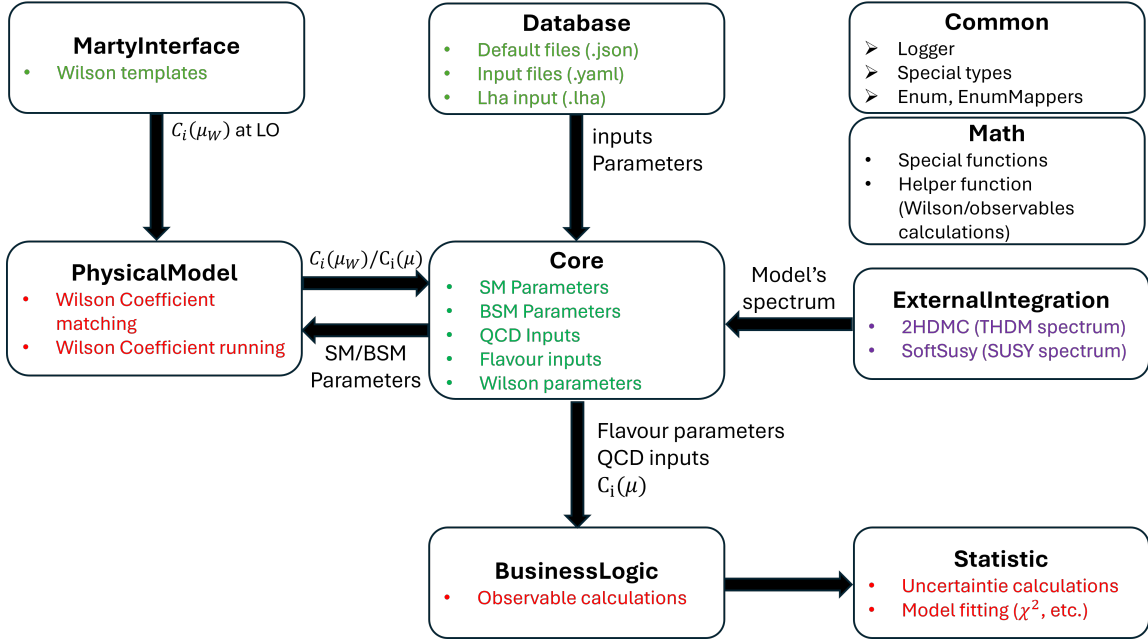 MartyInterface
• Wilson templates
Database
• Default files (.json)
• Input files (.yaml)
• Lha input (.lha)
Common
➢ Logger
➢ Special types
➢ Enum, EnumMappers
Math
• Special functions
• Helper function
(Wilson/observables
calculations)
C_i(μ_W) at LO
inputs
Parameters
PhysicalModel
• Wilson Coefficient
matching
• Wilson Coefficient running
C_i(μ_W)/C_i(μ)
SM/BSM
Parameters
Core
• SM Parameters
• BSM Parameters
• QCD Inputs
• Flavour inputs
• Wilson parameters
Model's
spectrum
ExternalIntegration
• 2HDMC (THDM spectrum)
• SoftSusy (SUSY spectrum)
Flavour parameters
QCD inputs
C_i(μ)
BusinessLogic
• Observable calculations
Statistic
• Uncertaintie calculations
• Model fitting (χ², etc.)